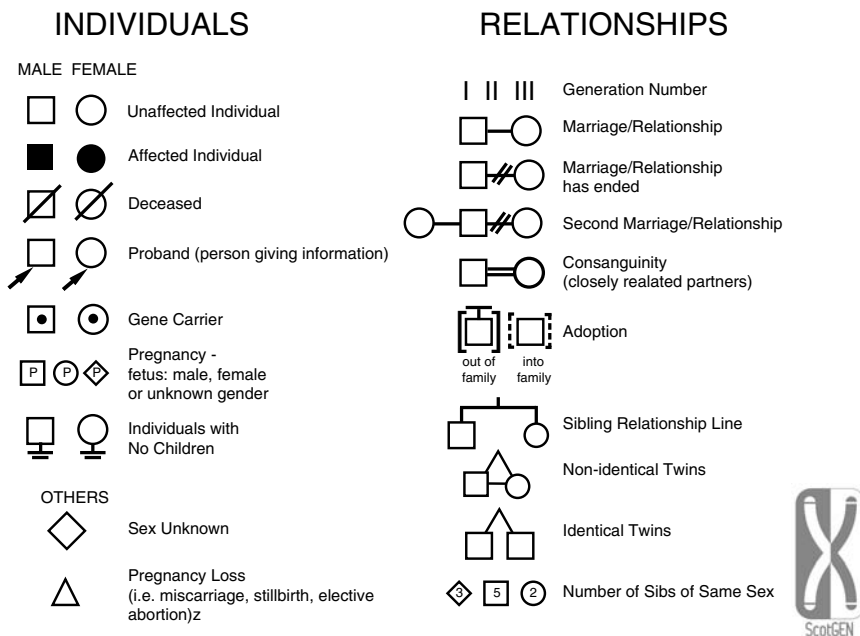 INDIVIDUALS
MALE FEMALE
Unaffected Individual
Affected Individual
Deceased
Proband (person giving information)
Gene Carrier
P P P
Pregnancy -
fetus: male, female
or unknown gender
Individuals with
No Children
OTHERS
Sex Unknown
Pregnancy Loss
(i.e. miscarriage, stillbirth, elective
abortion)z
RELATIONSHIPS
I II III
Generation Number
Marriage/Relationship
Marriage/Relationship
has ended
Second Marriage/Relationship
Consanguinity
(closely realated partners)
Adoption
out of
family
into
family
Sibling Relationship Line
Non-identical Twins
Identical Twins
3 5 2
Number of Sibs of Same Sex
ScotGEN